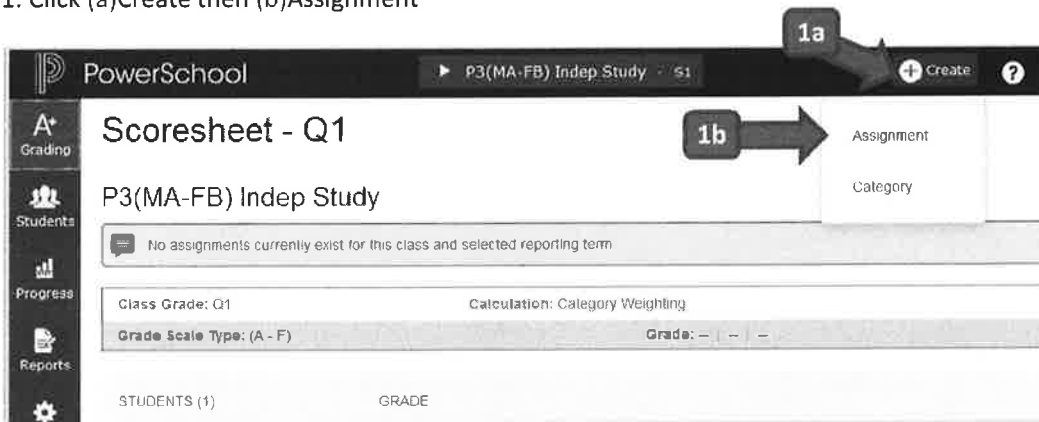 1. Click (a)Create then (b)Assignment
1a
PowerSchool
P3(MA-FB) Indep Study - S1
Create
?
A+
Grading
Scoresheet - Q1
1b
Assignment
Category
Students
P3(MA-FB) Indep Study
No assignments currently exist for this class and selected reporting term
Progress
Class Grade: Q1
Calculation: Category Weighting
Grade Scale Type: (A - F)
Grade: -- | -- | --
Reports
STUDENTS (1)
GRADE